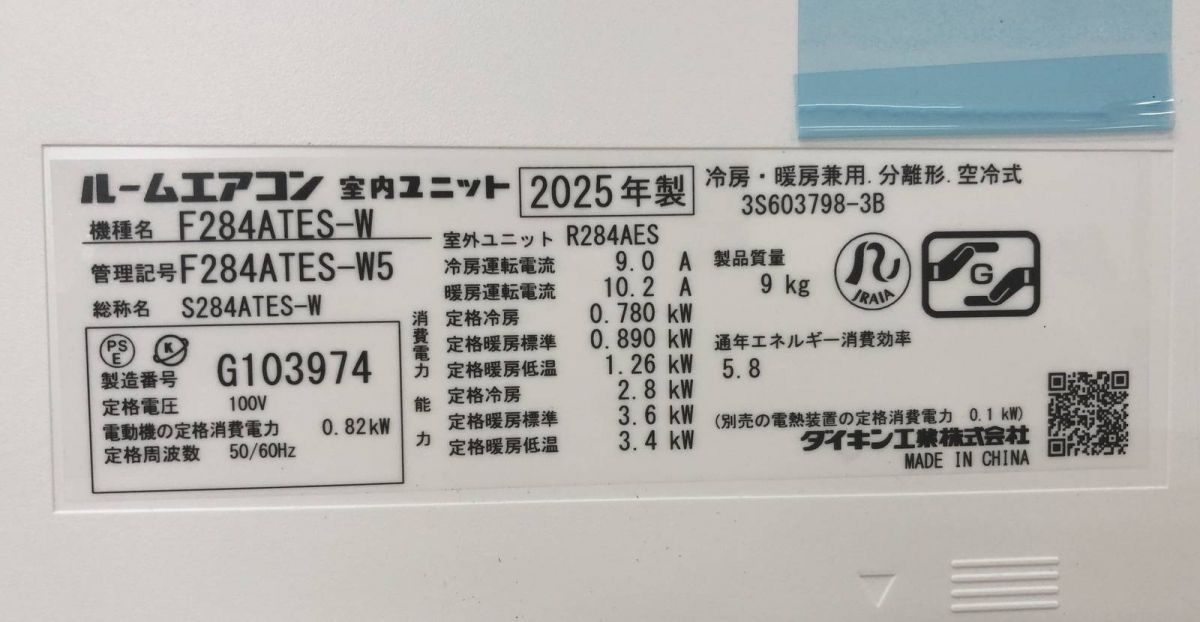 ルームエアコン 室内ユニット 2025年製 冷房・暖房兼用.分離形.空冷式
3S603798-3B
機種名 F284ATES-W
管理記号 F284ATES-W5
総称名 S284ATES-W
PS
E
K
製造番号 G103974
定格電圧 100V
電動機の定格消費電力 0.82kW
定格周波数 50/60Hz
室外ユニット R284AES
冷房運転電流 9.0 A
暖房運転電流 10.2 A
消費電力
定格冷房 0.780 kW
定格暖房標準 0.890 kW
定格暖房低温 1.26 kW
能力
定格冷房 2.8 kW
定格暖房標準 3.6 kW
定格暖房低温 3.4 kW
製品質量
9 kg
JRAIA
G
通年エネルギー消費効率
5.8
(別売の電熱装置の定格消費電力 0.1 kW)
ダイキン工業株式会社
MADE IN CHINA